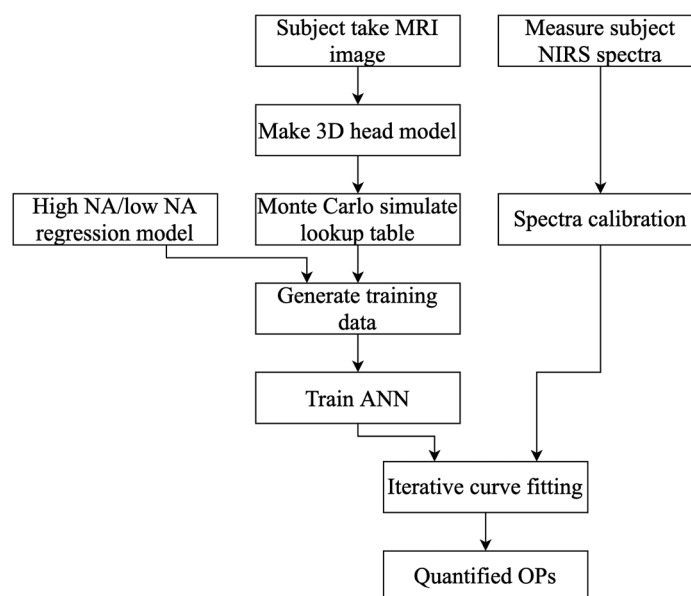 Subject take MRI
image
Measure subject
NIRS spectra
Make 3D head model
High NA/low NA
regression model
Monte Carlo simulate
lookup table
Spectra calibration
Generate training
data
Train ANN
Iterative curve fitting
Quantified OPs